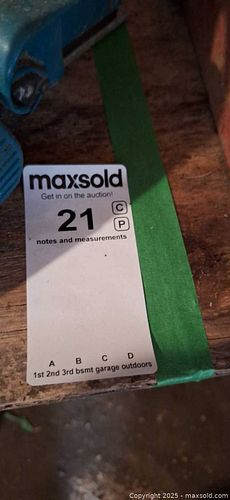 maxsold
Get in on the auction!
21
C
P
notes and measurements
A B C D
1st 2nd 3rd bsmt garage outdoors
Copyright 2025 - maxsold.com